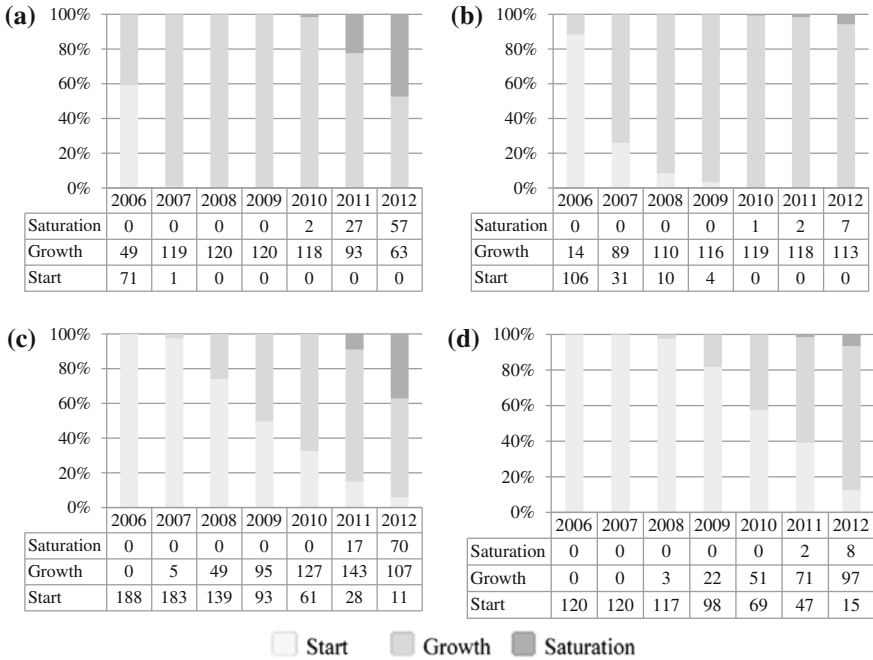 (a)
100%
80%
60%
40%
20%
0%
2006 2007 2008 2009 2010 2011 2012
Saturation 0 0 0 0 2 27 57
Growth 49 119 120 120 118 93 63
Start 71 1 0 0 0 0 0
(b)
100%
80%
60%
40%
20%
0%
2006 2007 2008 2009 2010 2011 2012
Saturation 0 0 0 0 1 2 7
Growth 14 89 110 116 119 118 113
Start 106 31 10 4 0 0 0
(c)
100%
80%
60%
40%
20%
0%
2006 2007 2008 2009 2010 2011 2012
Saturation 0 0 0 0 0 17 70
Growth 0 5 49 95 127 143 107
Start 188 183 139 93 61 28 11
(d)
100%
80%
60%
40%
20%
0%
2006 2007 2008 2009 2010 2011 2012
Saturation 0 0 0 0 0 2 8
Growth 0 0 3 22 51 71 97
Start 120 120 117 98 69 47 15
Start Growth Saturation